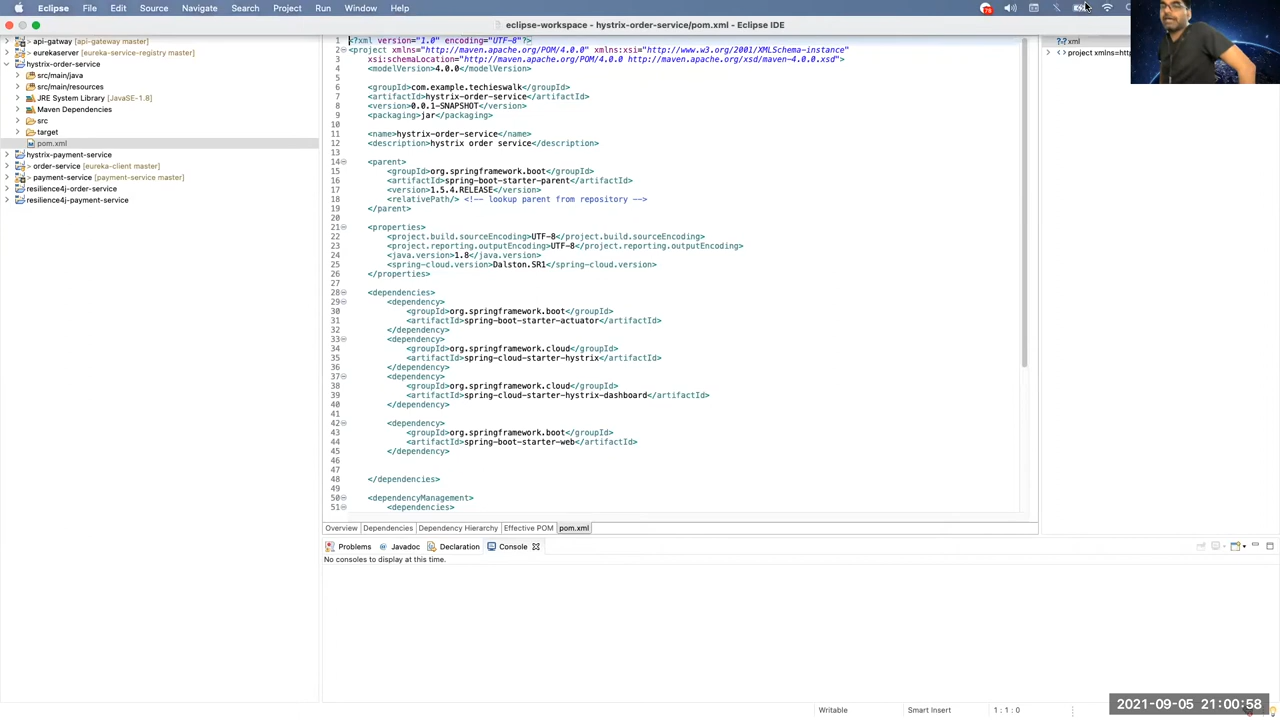 Eclipse File Edit Source Navigate Search Project Run Window Help
eclipse-workspace - hystrix-order-service/pom.xml - Eclipse IDE
> api-gatway [api-gateway master]
> eurekaserver [eureka-service-registry master]
hystrix-order-service
src/main/java
src/main/resources
JRE System Library [JavaSE-1.8]
Maven Dependencies
src
target
pom.xml
hystrix-payment-service
> order-service [eureka-client master]
> payment-service [payment-service master]
resilience4j-order-service
resilience4j-payment-service
1 <?xml version="1.0" encoding="UTF-8"?>
2 <project xmlns="http://maven.apache.org/POM/4.0.0" xmlns:xsi="http://www.w3.org/2001/XMLSchema-instance"
3 xsi:schemaLocation="http://maven.apache.org/POM/4.0.0 http://maven.apache.org/xsd/maven-4.0.0.xsd">
4 <modelVersion>4.0.0</modelVersion>
5
6 <groupId>com.example.techieswalk</groupId>
7 <artifactId>hystrix-order-service</artifactId>
8 <version>0.0.1-SNAPSHOT</version>
9 <packaging>jar</packaging>
10
11 <name>hystrix-order-service</name>
12 <description>hystrix order service</description>
13
14 <parent>
15 <groupId>org.springframework.boot</groupId>
16 <artifactId>spring-boot-starter-parent</artifactId>
17 <version>1.5.4.RELEASE</version>
18 <relativePath/> <!-- lookup parent from repository -->
19 </parent>
20
21 <properties>
22 <project.build.sourceEncoding>UTF-8</project.build.sourceEncoding>
23 <project.reporting.outputEncoding>UTF-8</project.reporting.outputEncoding>
24 <java.version>1.8</java.version>
25 <spring-cloud.version>Dalston.SR1</spring-cloud.version>
26 </properties>
27
28 <dependencies>
29 <dependency>
30 <groupId>org.springframework.boot</groupId>
31 <artifactId>spring-boot-starter-actuator</artifactId>
32 </dependency>
33 <dependency>
34 <groupId>org.springframework.cloud</groupId>
35 <artifactId>spring-cloud-starter-hystrix</artifactId>
36 </dependency>
37 <dependency>
38 <groupId>org.springframework.cloud</groupId>
39 <artifactId>spring-cloud-starter-hystrix-dashboard</artifactId>
40 </dependency>
41
42 <dependency>
43 <groupId>org.springframework.boot</groupId>
44 <artifactId>spring-boot-starter-web</artifactId>
45 </dependency>
46
47
48 </dependencies>
49
50 <dependencyManagement>
51 <dependencies>
?-? xml
project xmlns=htt
Overview Dependencies Dependency Hierarchy Effective POM pom.xml
Problems Javadoc Declaration Console
No consoles to display at this time.
Writable Smart Insert 1 : 1 : 0
2021-09-05 21:00:58